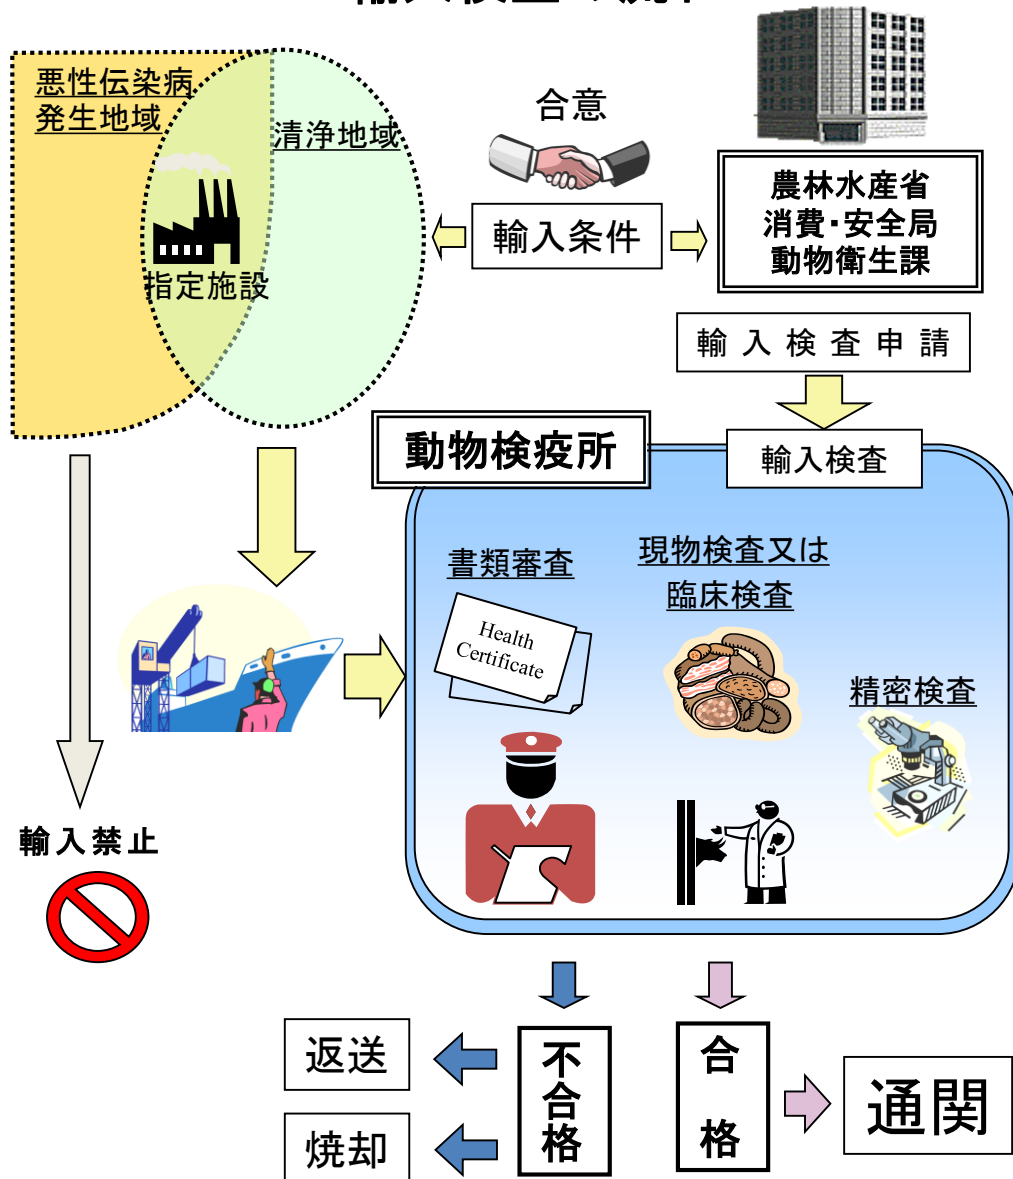 悪性伝染病
発生地域
清浄地域
指定施設
合意
輸入条件
農林水産省
消費・安全局
動物衛生課
輸入検査申請
動物検疫所
輸入検査
書類審査
Health
Certificate
現物検査又は
臨床検査
精密検査
輸入禁止
不合格
合格
返送
焼却
通関